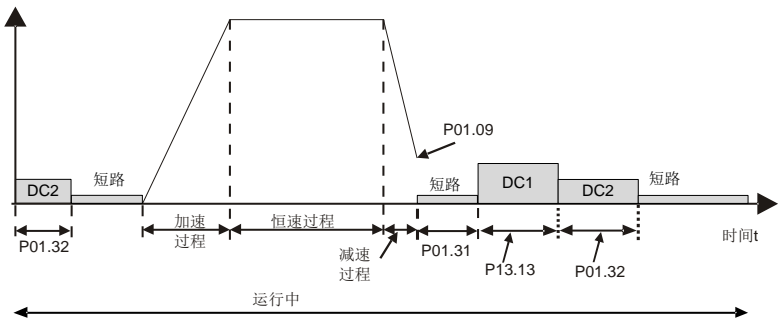 P01.09
DC2
短路
短路
DC1
DC2
短路
P01.32
加速
过程
恒速过程
减速
过程
P01.31
P13.13
P01.32
时间t
运行中